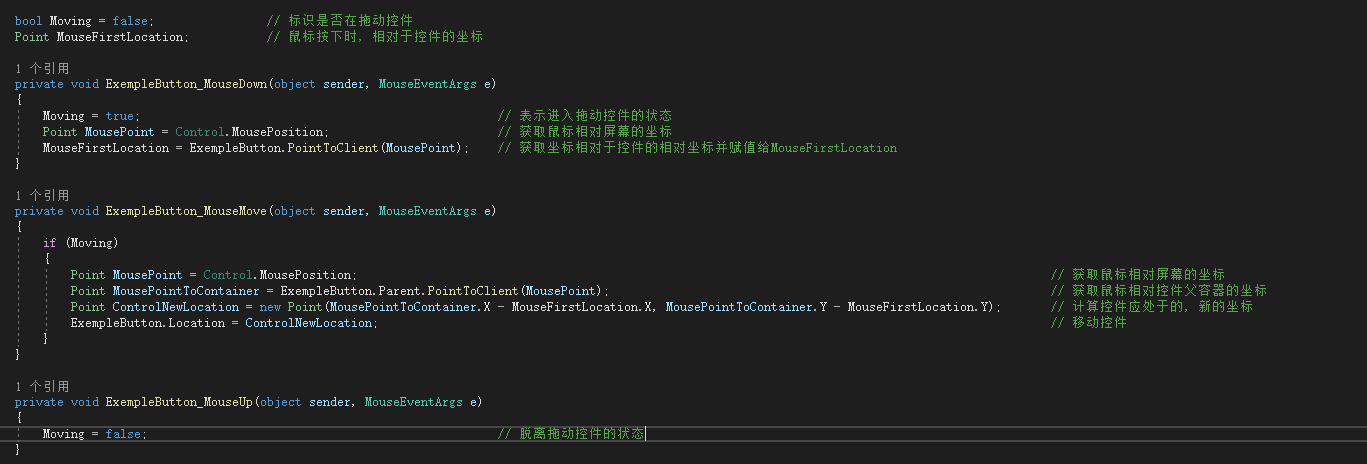 bool Moving = false;                // 标识是否在拖动控件
Point MouseFirstLocation;           // 鼠标按下时，相对于控件的坐标
1 个引用
private void ExempleButton_MouseDown(object sender, MouseEventArgs e)
{
    Moving = true;                                                   // 表示进入拖动控件的状态
    Point MousePoint = Control.MousePosition;                        // 获取鼠标相对屏幕的坐标
    MouseFirstLocation = ExempleButton.PointToClient(MousePoint);    // 获取坐标相对于控件的相对坐标并赋值给MouseFirstLocation
}
1 个引用
private void ExempleButton_MouseMove(object sender, MouseEventArgs e)
{
    if (Moving)
    {
        Point MousePoint = Control.MousePosition;                                                                                                    // 获取鼠标相对屏幕的坐标
        Point MousePointToContainer = ExempleButton.Parent.PointToClient(MousePoint);                                                                // 获取鼠标相对控件父容器的坐标
        Point ControlNewLocation = new Point(MousePointToContainer.X - MouseFirstLocation.X, MousePointToContainer.Y - MouseFirstLocation.Y);       // 计算控件应处于的，新的坐标
        ExempleButton.Location = ControlNewLocation;                                                                                                 // 移动控件
    }
}
1 个引用
private void ExempleButton_MouseUp(object sender, MouseEventArgs e)
{
    Moving = false;                                                  // 脱离拖动控件的状态
}